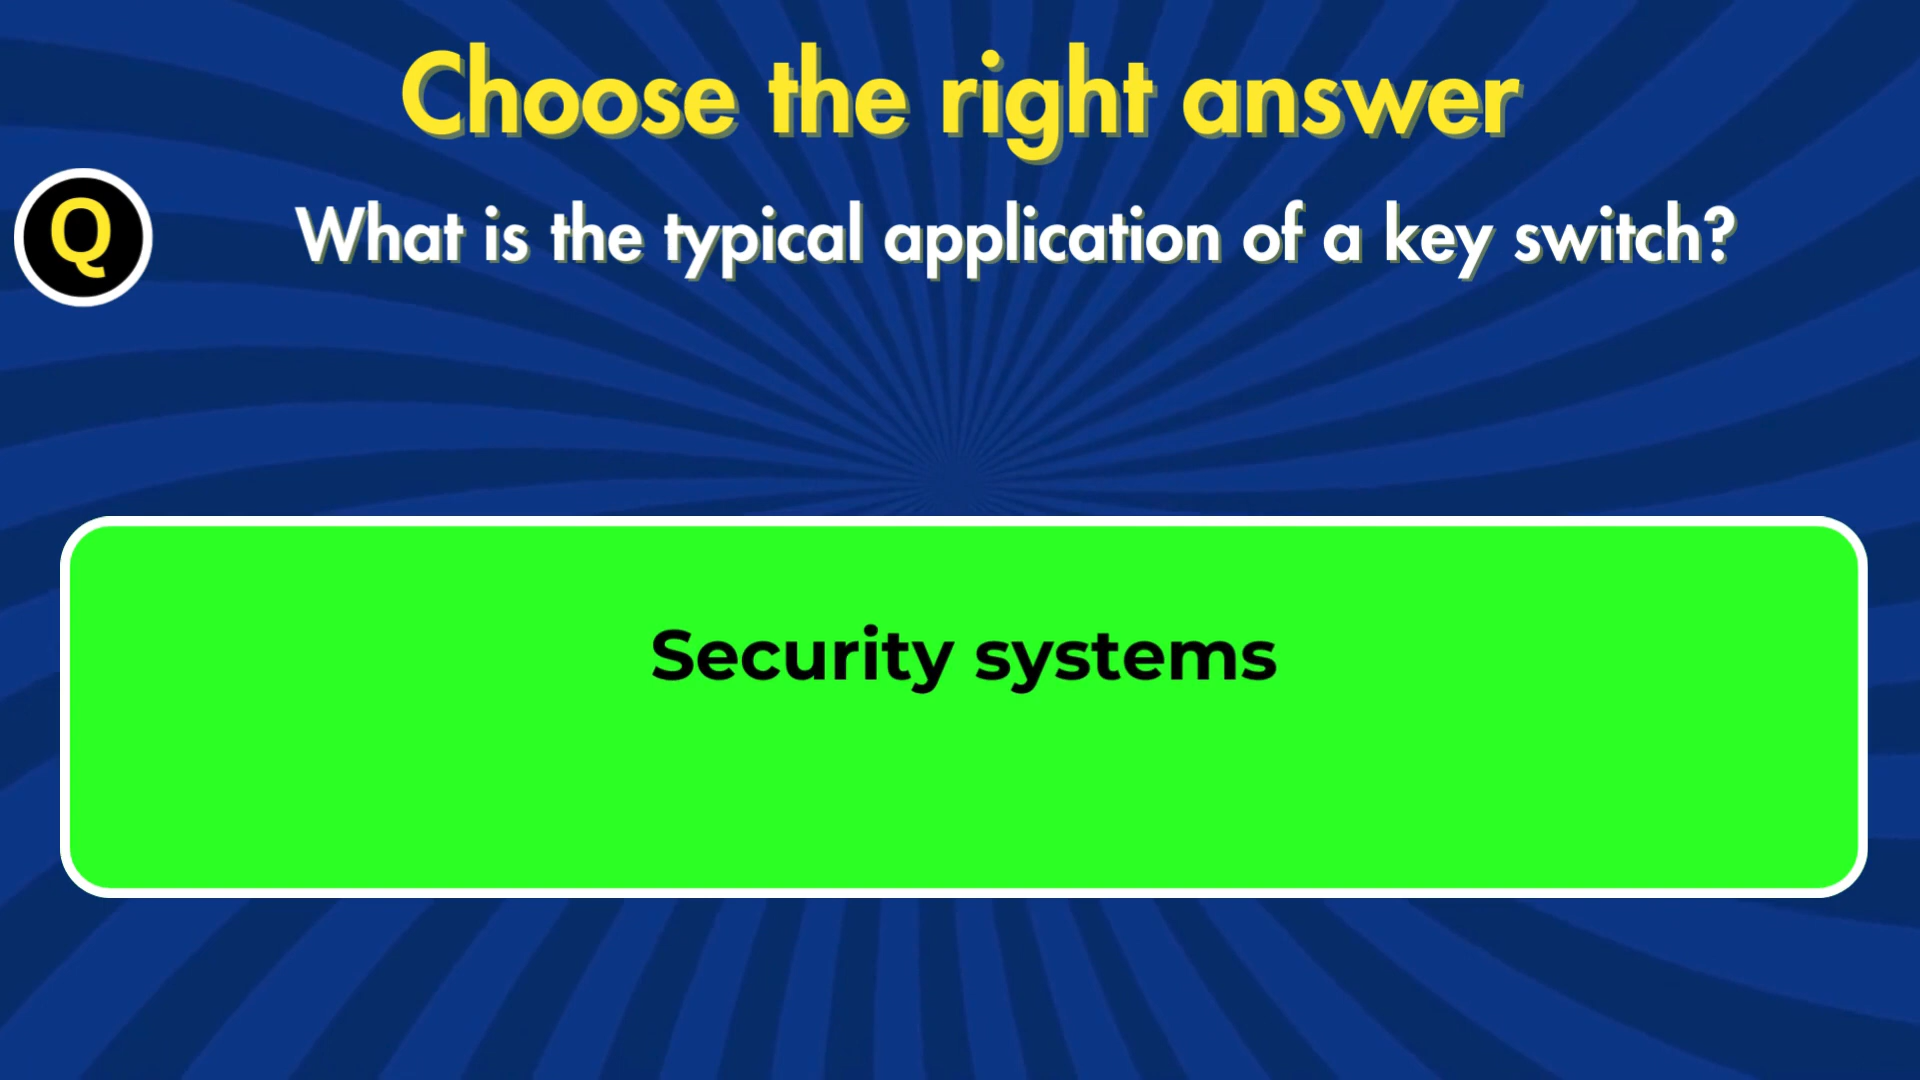 Choose the right answer
Q
What is the typical application of a key switch?
Security systems